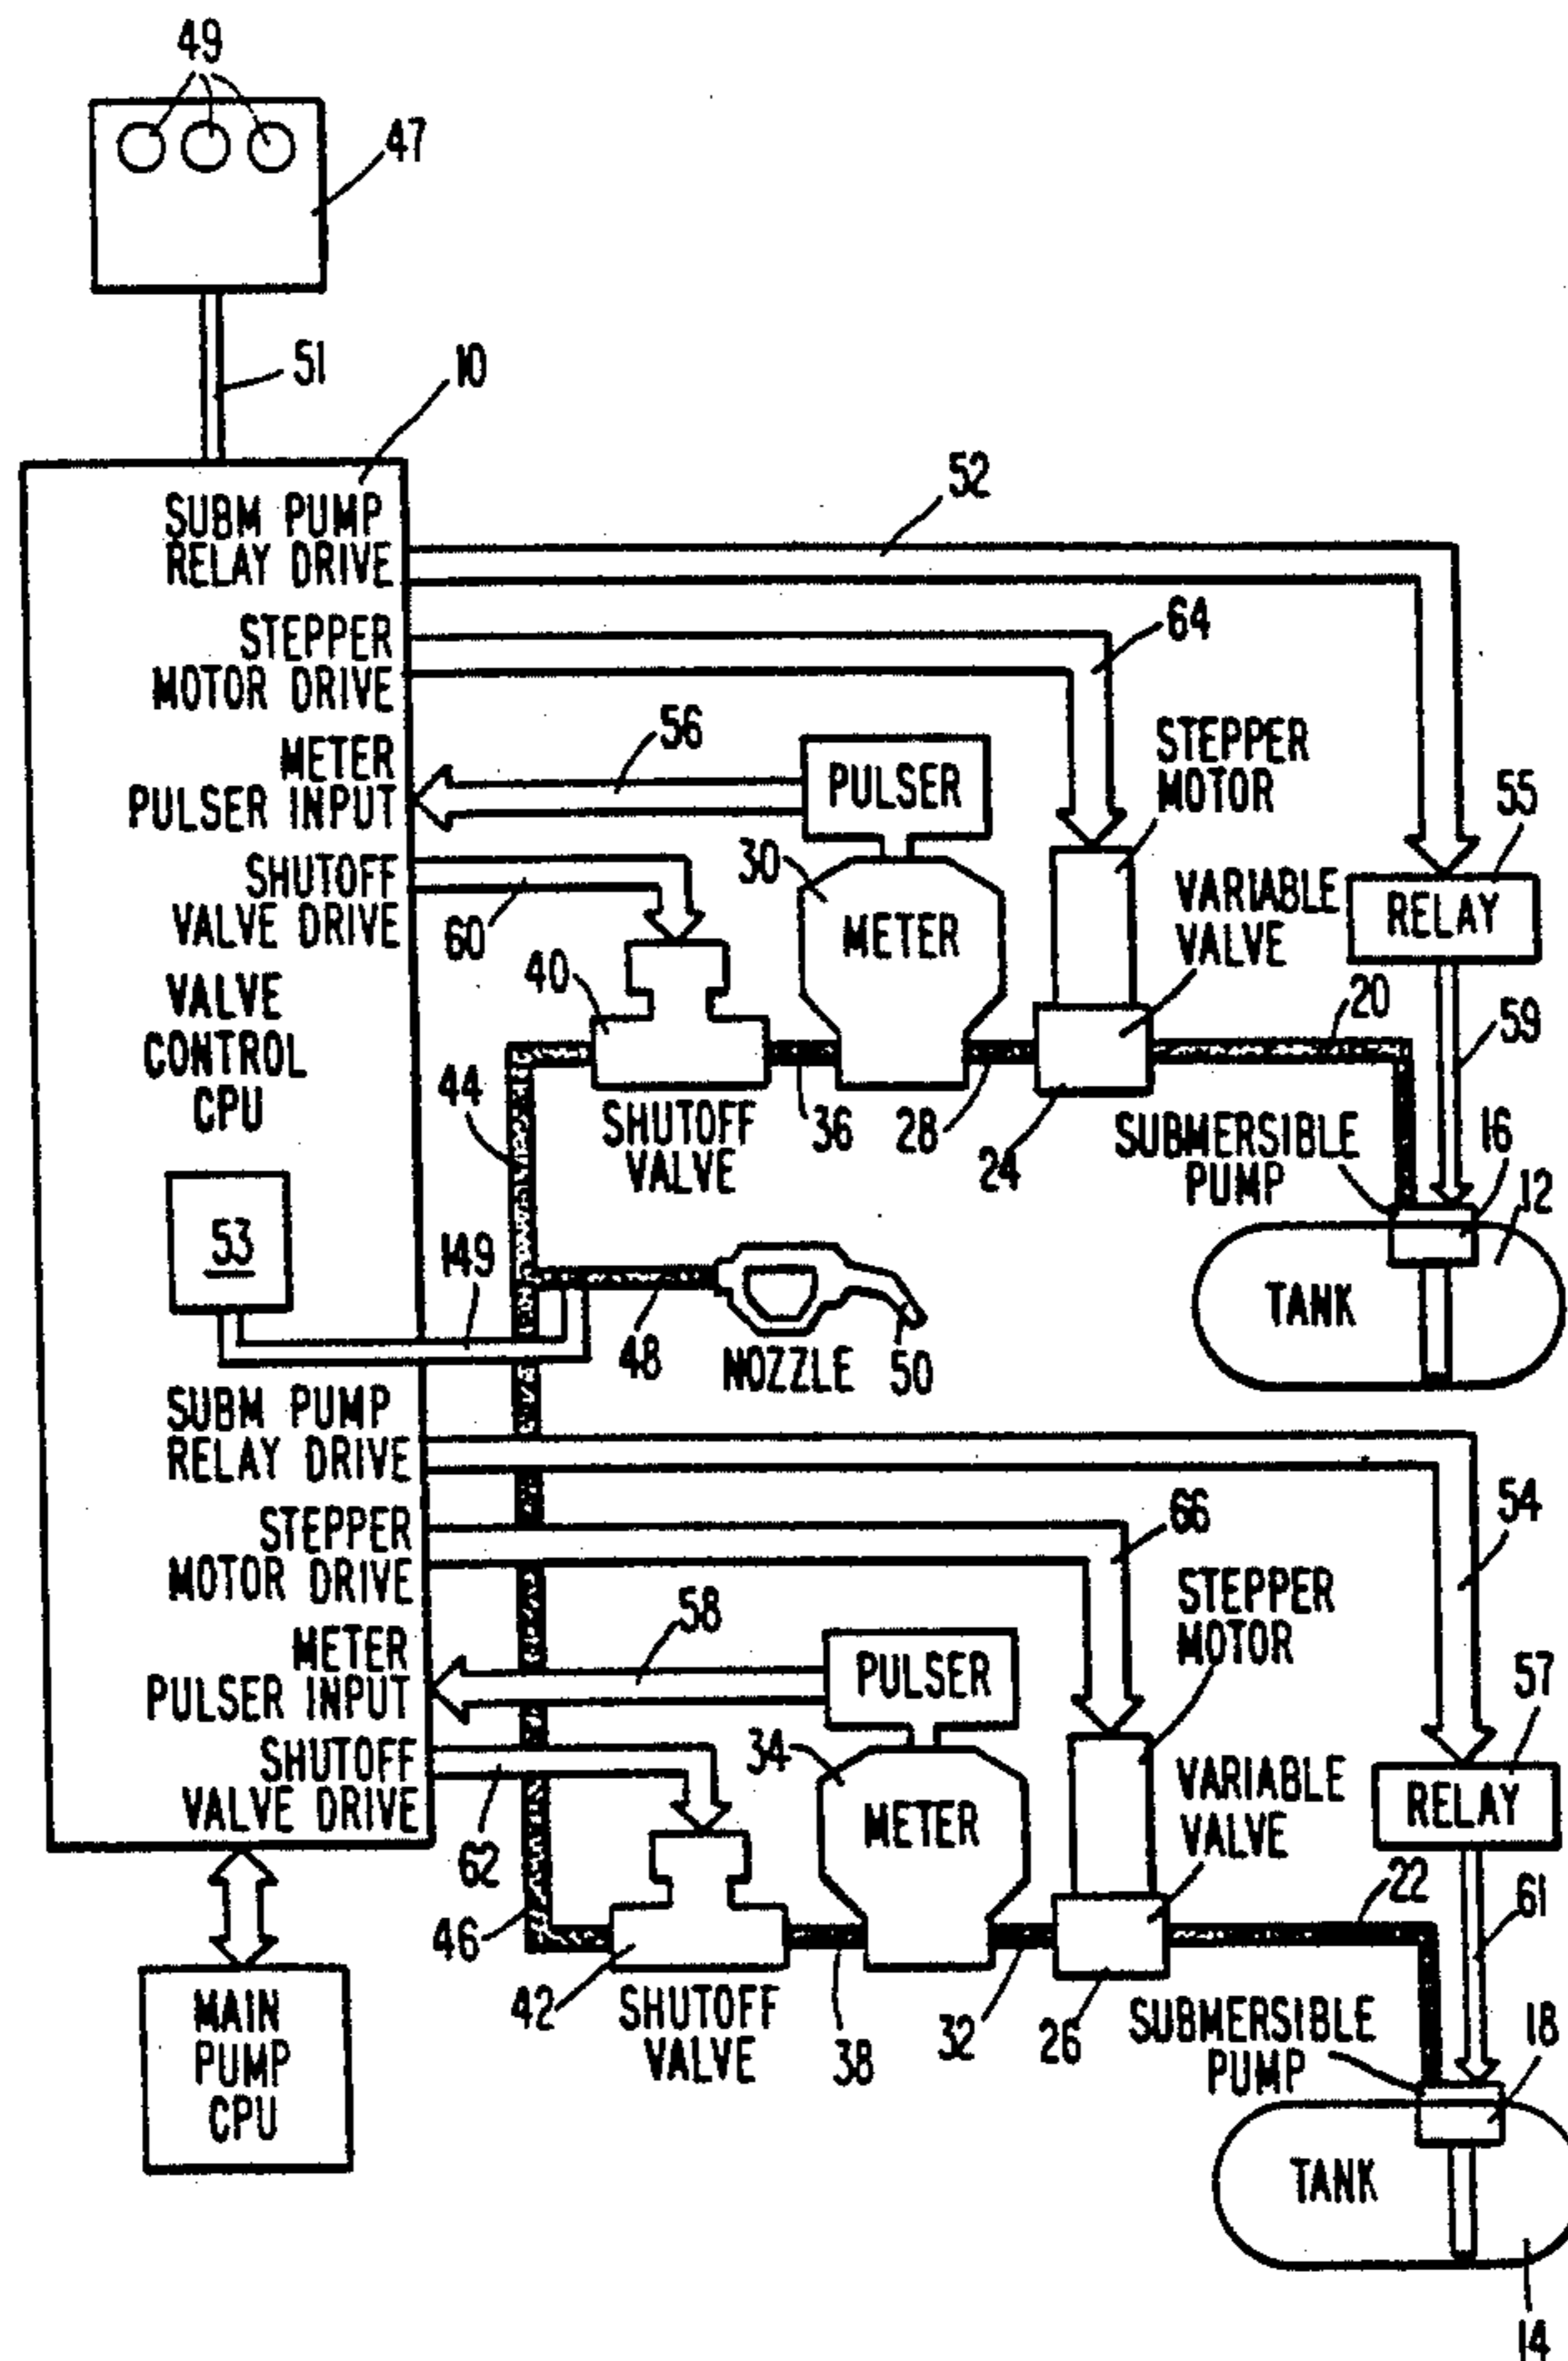 49
47
51
10
52
SUBM PUMP
RELAY DRIVE
64
STEPPER
MOTOR DRIVE
56
STEPPER
MOTOR
METER
PULSER INPUT
PULSER
55
30
VARIABLE
VALVE
SHUTOFF
VALVE DRIVE
60
METER
RELAY
40
20
59
VALVE
CONTROL
CPU
44
SHUTOFF
VALVE
36
28
24
SUBMERSIBLE
PUMP
16
12
53
149
TANK
48
NOZZLE
50
SUBM PUMP
RELAY DRIVE
54
66
STEPPER
MOTOR DRIVE
58
STEPPER
MOTOR
METER
PULSER INPUT
PULSER
57
34
SHUTOFF
VALVE DRIVE
VARIABLE
VALVE
METER
RELAY
62
22
61
46
42
SHUTOFF
VALVE
38
32
26
SUBMERSIBLE
PUMP
18
MAIN
PUMP
CPU
TANK
14